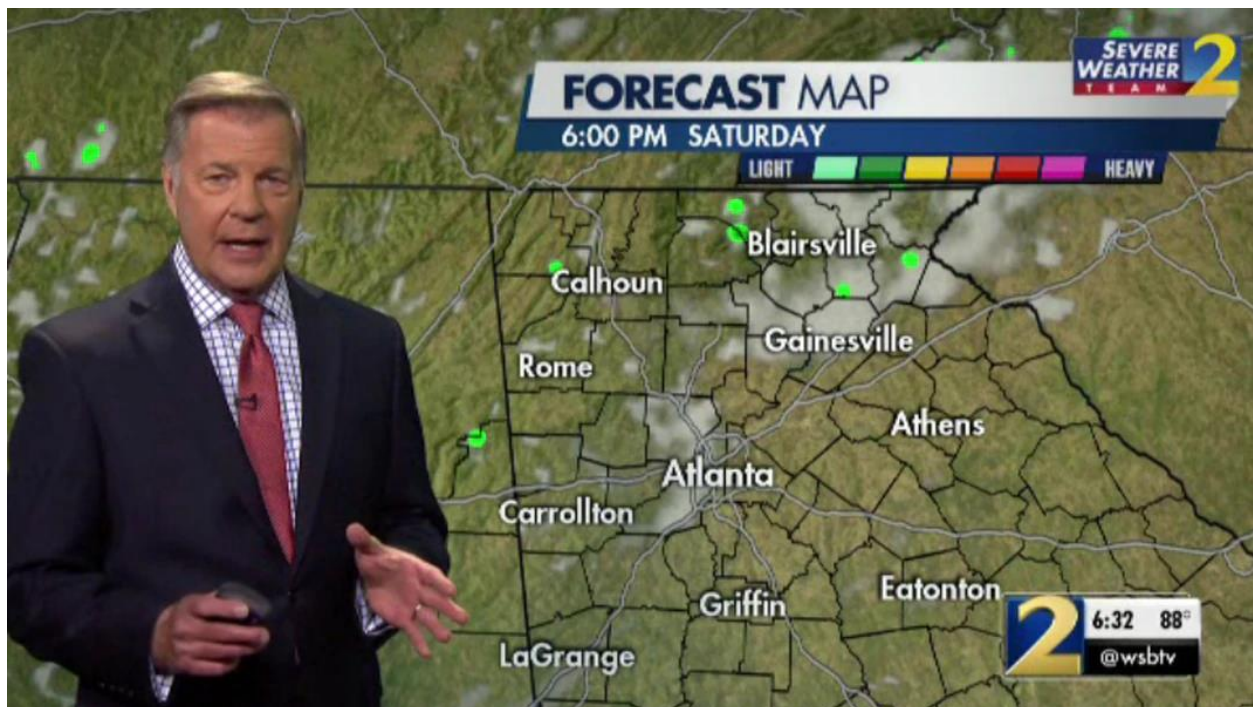 SEVERE
WEATHER
TEAM
2
FORECAST MAP
6:00 PM SATURDAY
LIGHT
HEAVY
Blairsville
Calhoun
Gainesville
Rome
Athens
Atlanta
Carrollton
Eatonton
Griffin
LaGrange
2
6:32 88°
@wsbtv